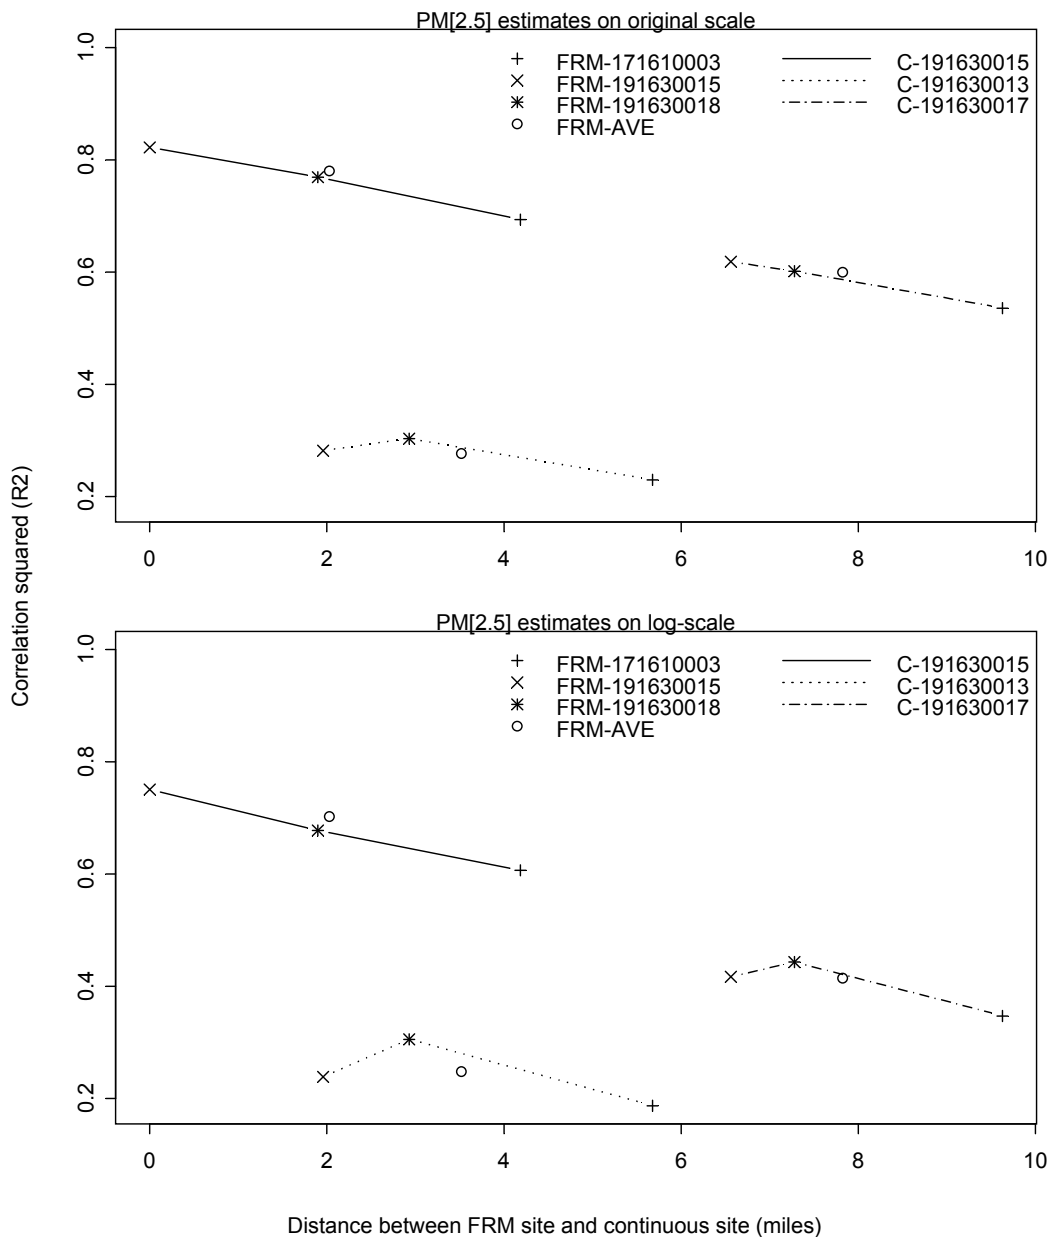 PM[2.5] estimates on original scale
FRM-171610003 C-191630015
FRM-191630015 C-191630013
FRM-191630018 C-191630017
FRM-AVE
1.0
0.8
0.6
0.4
0.2
0 2 4 6 8 10
Correlation squared (R2)
PM[2.5] estimates on log-scale
FRM-171610003 C-191630015
FRM-191630015 C-191630013
FRM-191630018 C-191630017
FRM-AVE
1.0
0.8
0.6
0.4
0.2
0 2 4 6 8 10
Distance between FRM site and continuous site (miles)